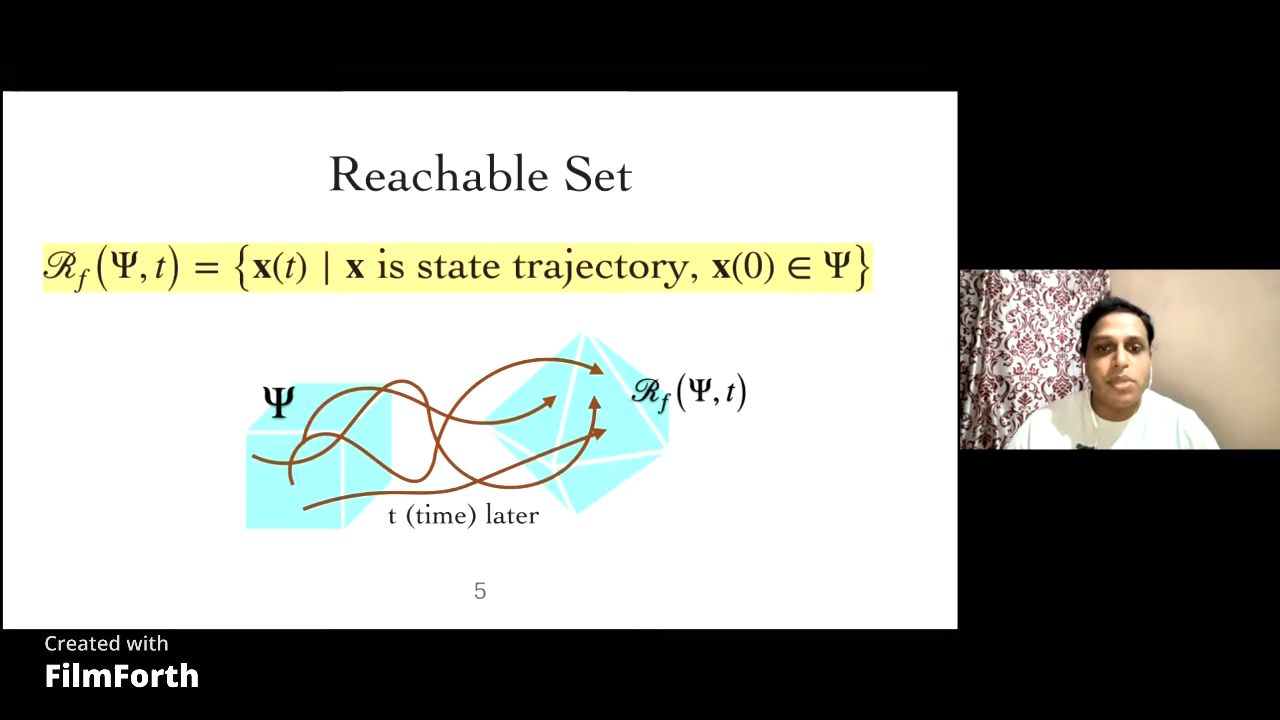 Reachable Set
ℛ_f(Ψ, t) = {x(t) | x is state trajectory, x(0) ∈ Ψ}
Ψ
ℛ_f(Ψ, t)
t (time) later
5
Created with
FilmForth